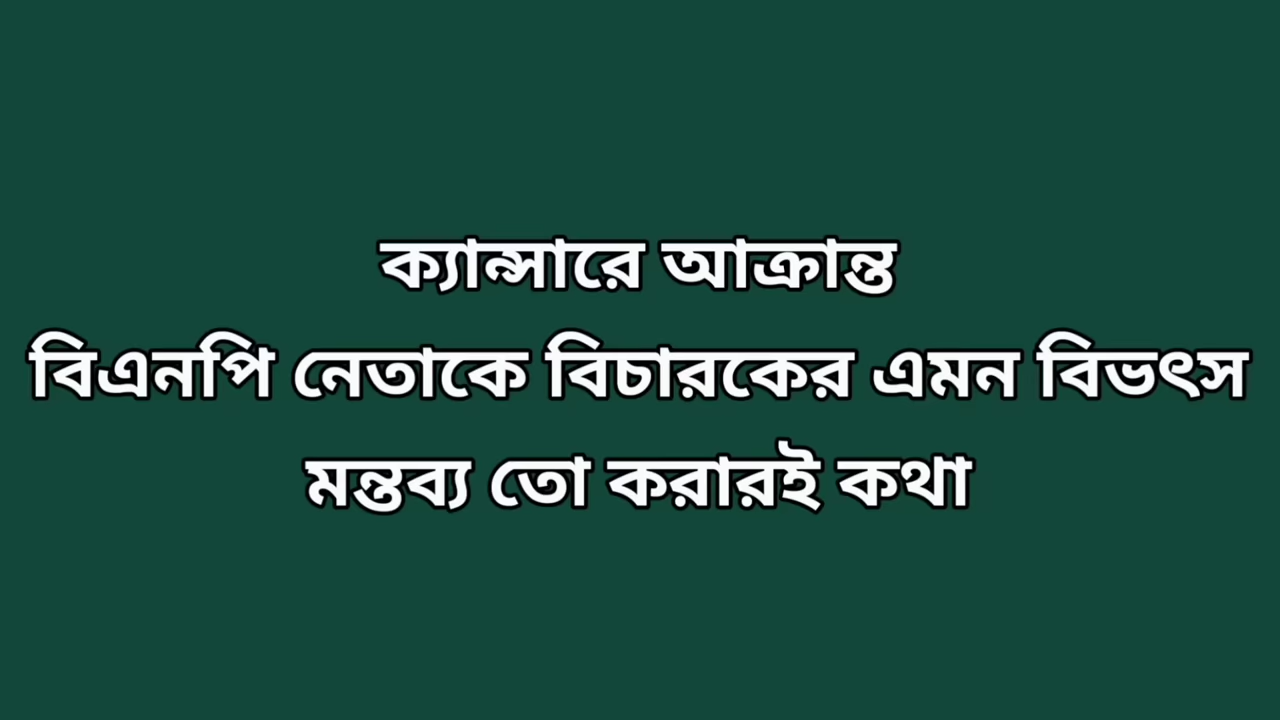 ক্যান্সারে আক্রান্ত
বিএনপি নেতাকে বিচারকের এমন বিভৎস
মন্তব্য তো করারই কথা